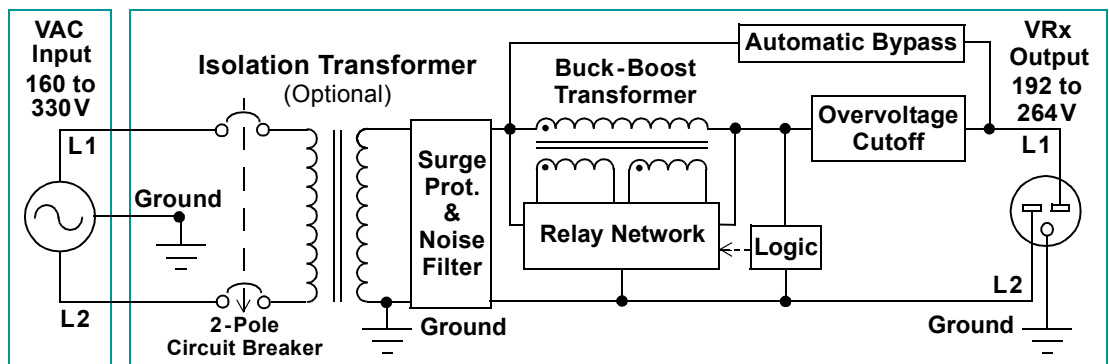 VAC
Input
160 to
330 V
L1
Ground
L2
Isolation Transformer
(Optional)
2-Pole
Circuit Breaker
Surge
Prot.
&
Noise
Filter
Ground
Buck-Boost
Transformer
Relay Network
Logic
Automatic Bypass
Overvoltage
Cutoff
VRx
Output
192 to
264V
L1
L2
Ground